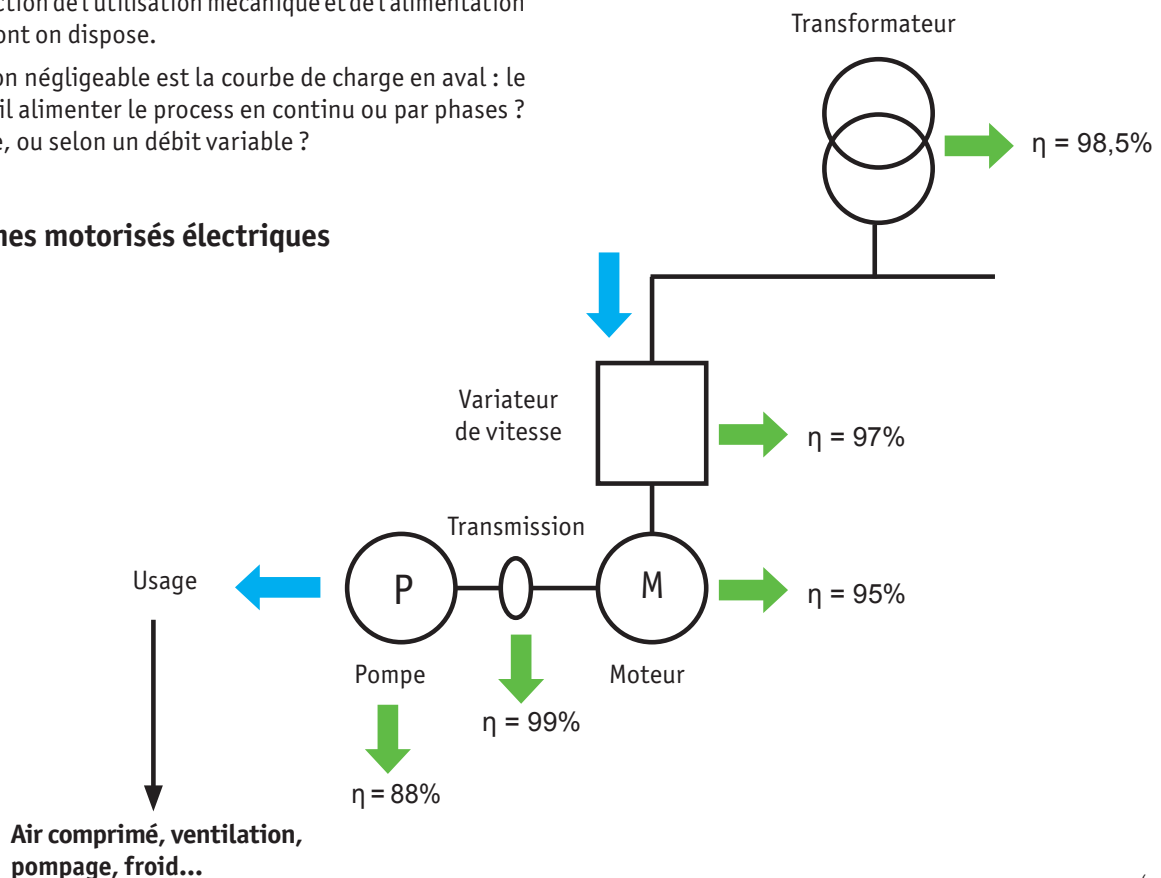 ction de l'utilisation mécanique et de l'alimentation
ont on dispose.
on négligeable est la courbe de charge en aval : le
il alimenter le process en continu ou par phases ?
e, ou selon un débit variable ?
nes motorisés électriques
Transformateur
η = 98,5%
Variateur
de vitesse
η = 97%
Transmission
Usage
P
M
η = 95%
Pompe
Moteur
η = 99%
η = 88%
Air comprimé, ventilation,
pompage, froid...